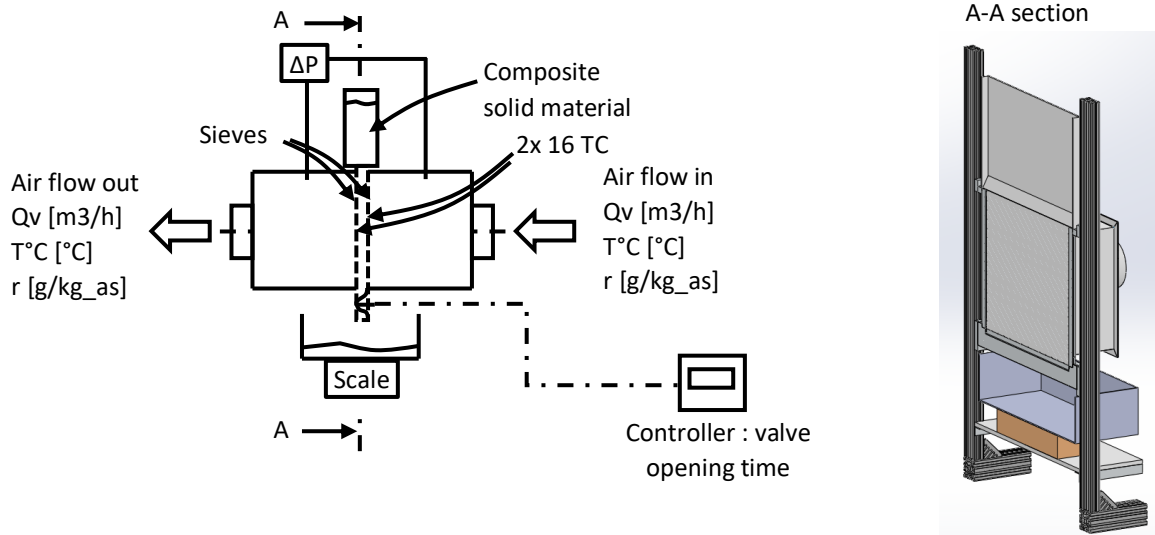 A
A-A section
ΔP
Composite
solid material
Sieves
2x 16 TC
Air flow out
Qv [m3/h]
T°C [°C]
r [g/kg_as]
Air flow in
Qv [m3/h]
T°C [°C]
r [g/kg_as]
Scale
A
Controller : valve
opening time